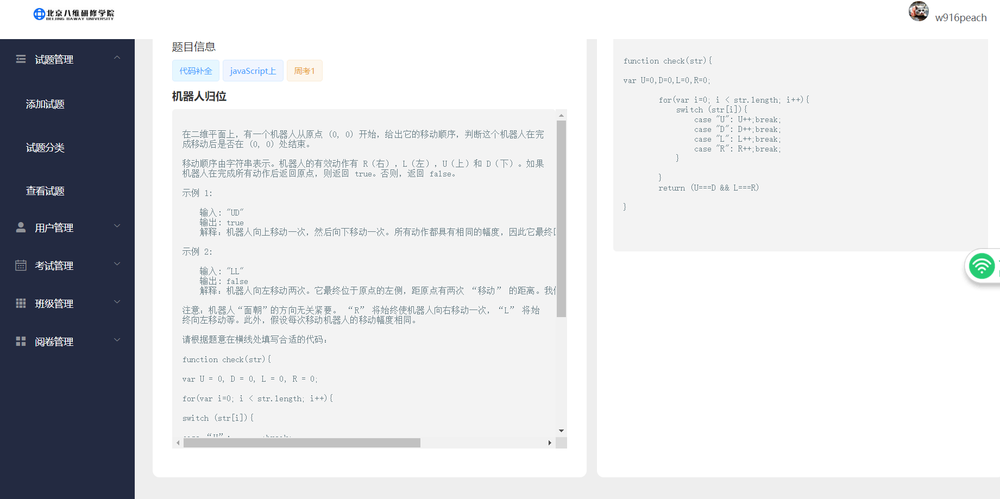 北京八维研修学院
BEIJING BAWAY UNIVERSITY
w916peach
试题管理
添加试题
试题分类
查看试题
用户管理
考试管理
班级管理
阅卷管理
题目信息
代码补全
javaScript上
周考1
机器人归位
在二维平面上，有一个机器人从原点 (0, 0) 开始，给出它的移动顺序，判断这个机器人在完
成移动后是否在 (0, 0) 处结束。
移动顺序由字符串表示。机器人的有效动作有 R（右）, L（左）, U（上）和 D（下）。如果
机器人在完成所有动作后返回原点，则返回 true。否则，返回 false。
示例 1:
输入: "UD"
输出: true
解释：机器人向上移动一次，然后向下移动一次。所有动作都具有相同的幅度，因此它最终
示例 2:
输入: "LL"
输出: false
解释：机器人向左移动两次。它最终位于原点的左侧，距原点有两次 “移动” 的距离。我
注意：机器人“面朝”的方向无关紧要。 “R” 将始终使机器人向右移动一次，“L” 将始
终向左移动等。此外，假设每次移动机器人的移动幅度相同。
请根据题意在横线处填写合适的代码：
function check(str){
var U = 0, D = 0, L = 0, R = 0;
for(var i=0; i < str.length; i++){
switch (str[i]){
function check(str){
var U=0,D=0,L=0,R=0;
for(var i=0; i < str.length; i++){
switch (str[i]){
case "U": U++;break;
case "D": D++;break;
case "L": L++;break;
case "R": R++;break;
}
}
return (U===D && L===R)
}